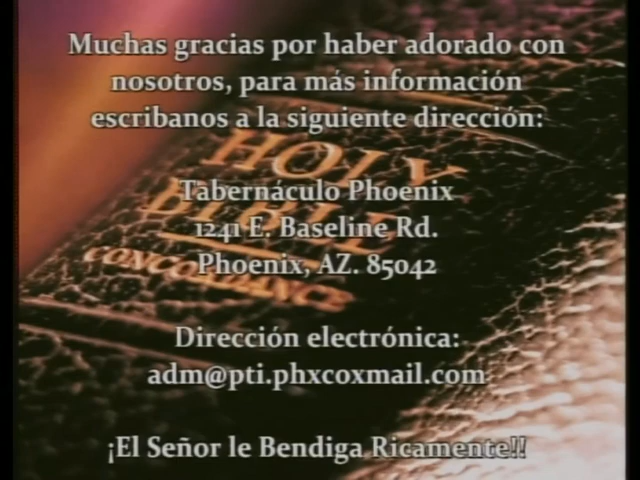 Muchas gracias por haber adorado con
nosotros, para más información
escribanos a la siguiente dirección:
HOLY
BIBLE
CONCORDANCE
Tabernáculo Phoenix
1241 E. Baseline Rd.
Phoenix, AZ. 85042
Dirección electrónica:
adm@pti.phxcoxmail.com
¡El Señor le Bendiga Ricamente!!